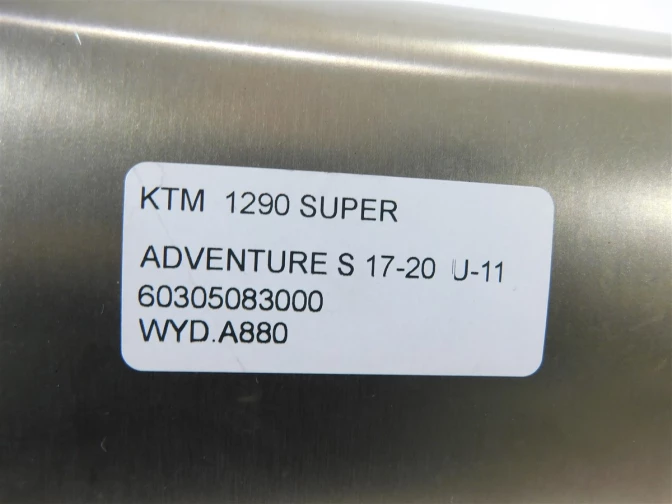 KTM 1290 SUPER
ADVENTURE S 17-20 U-11
60305083000
WYD.A880